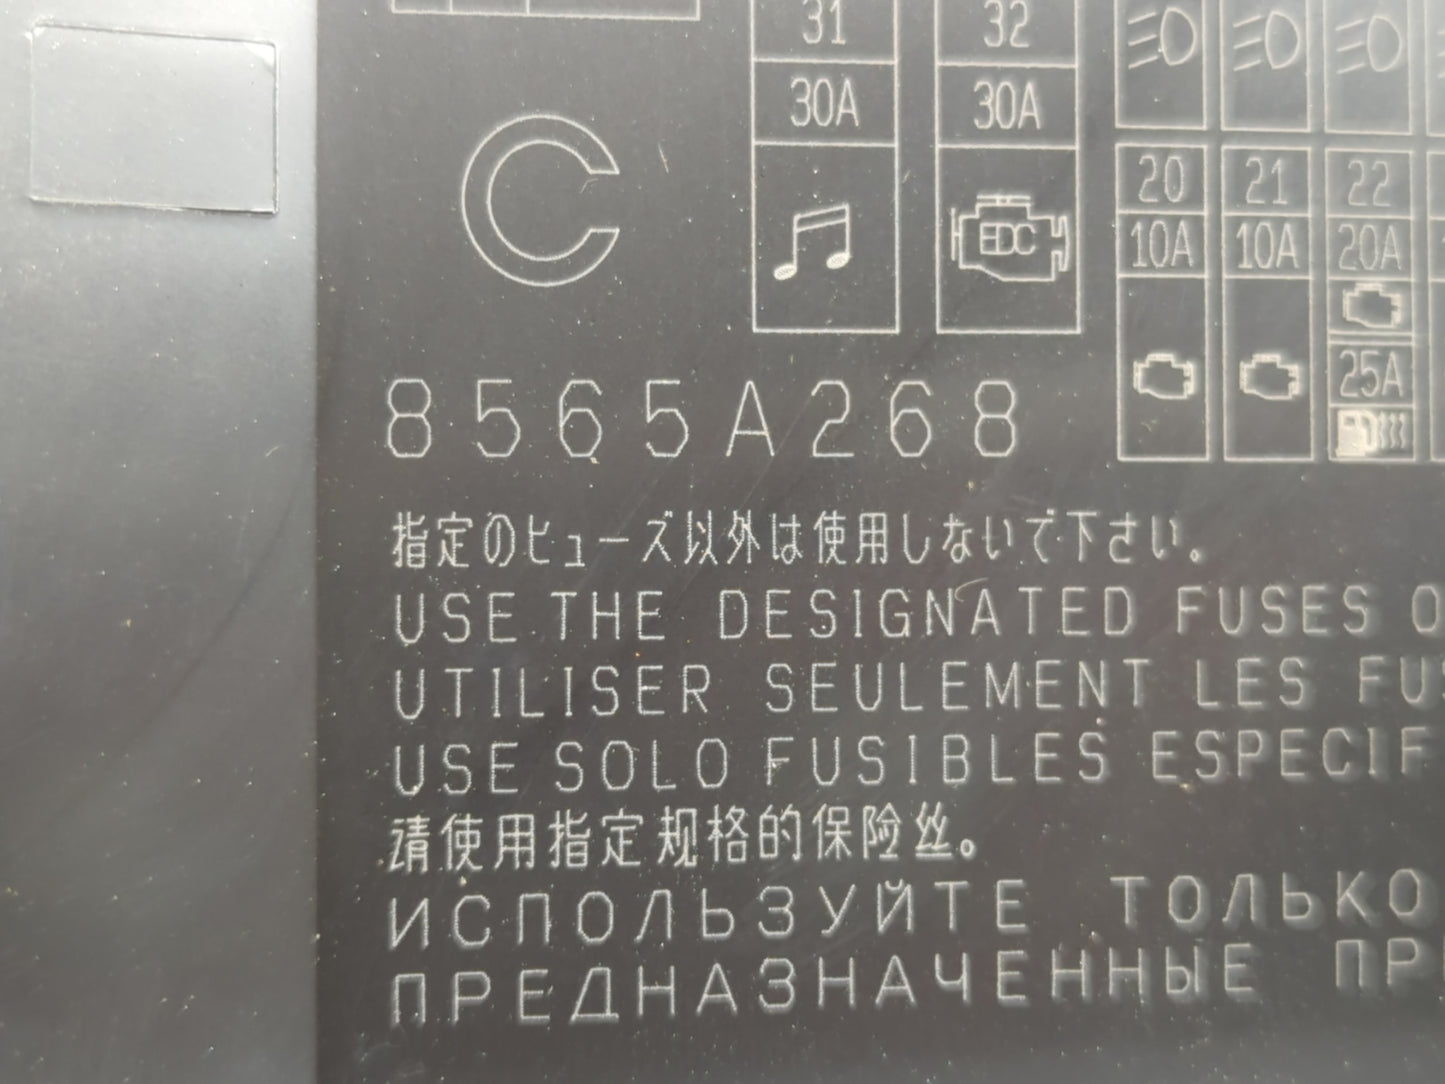 31 32
30A 30A
C
EDC
20 21 22
10A 10A 20A
25A
8565A268
指定のヒューズ以外は使用しないで下さい。
USE THE DESIGNATED FUSES
UTILISER SEULEMENT LES
USE SOLO FUSIBLES
请使用指定规格的保险丝。
ИСПОЛЬЗУЙТЕ ТОЛЬКО
ПРЕДНАЗНАЧЕННЫЕ